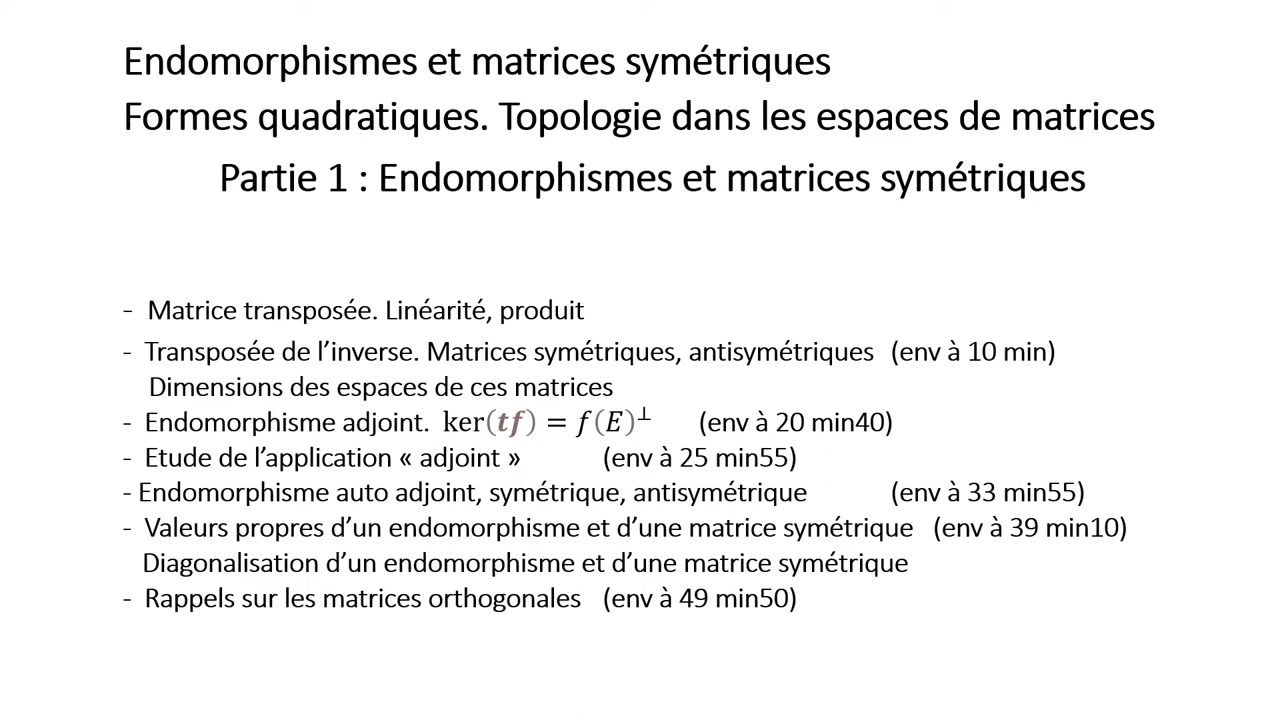 Endomorphismes et matrices symétriques
Formes quadratiques. Topologie dans les espaces de matrices
Partie 1 : Endomorphismes et matrices symétriques
- Matrice transposée. Linéarité, produit
- Transposée de l’inverse. Matrices symétriques, antisymétriques (env à 10 min)
Dimensions des espaces de ces matrices
- Endomorphisme adjoint. ker(tf) = f(E)⊥ (env à 20 min40)
- Etude de l’application « adjoint » (env à 25 min55)
- Endomorphisme auto adjoint, symétrique, antisymétrique (env à 33 min55)
- Valeurs propres d’un endomorphisme et d’une matrice symétrique (env à 39 min10)
Diagonalisation d’un endomorphisme et d’une matrice symétrique
- Rappels sur les matrices orthogonales (env à 49 min50)